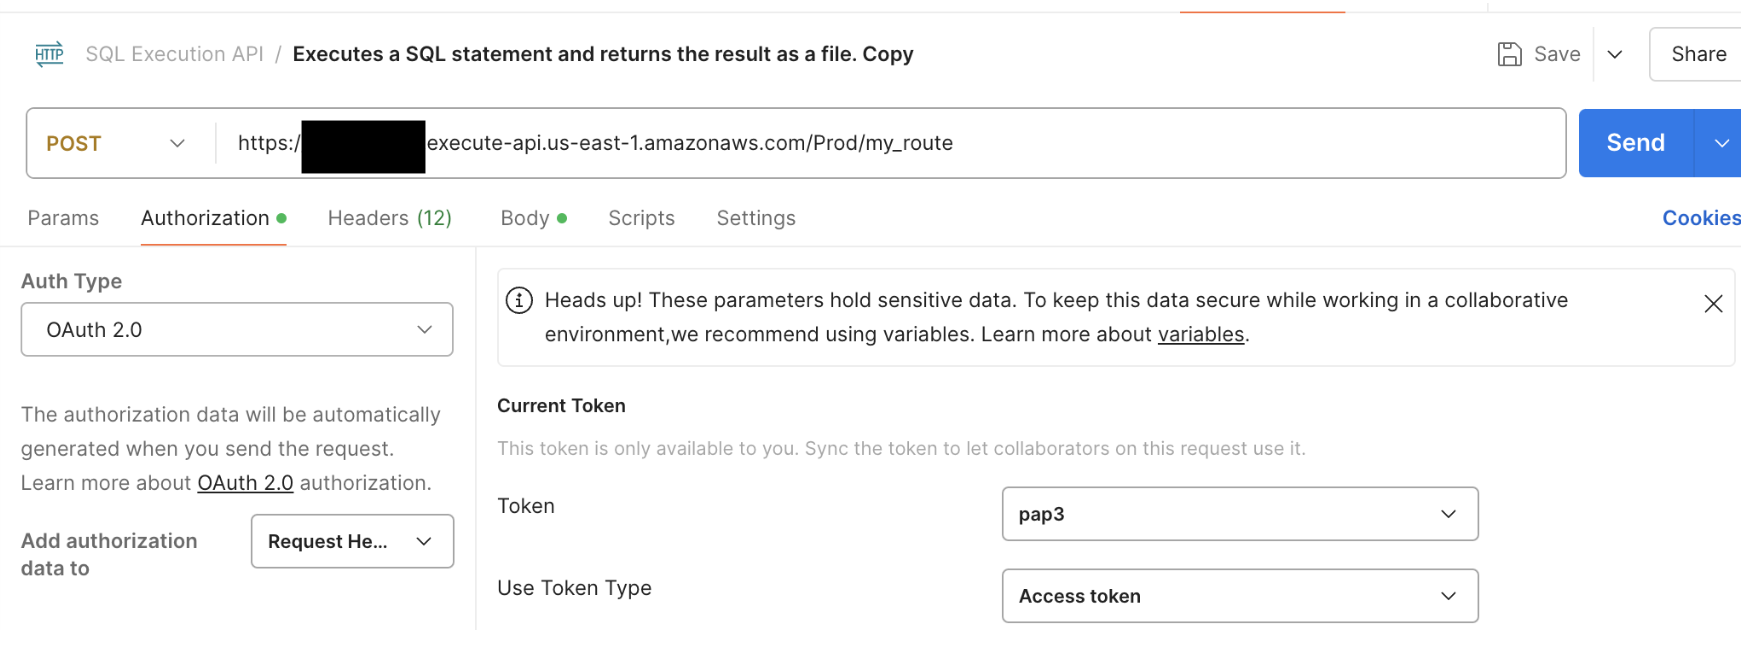 HTTP SQL Execution API / Executes a SQL statement and returns the result as a file. Copy Save Share
POST https:/ execute-api.us-east-1.amazonaws.com/Prod/my_route Send
Params Authorization Headers (12) Body Scripts Settings Cookies
Auth Type
OAuth 2.0
The authorization data will be automatically
generated when you send the request.
Learn more about OAuth 2.0 authorization.
Add authorization
data to
Request He...
Heads up! These parameters hold sensitive data. To keep this data secure while working in a collaborative
environment,we recommend using variables. Learn more about variables.
Current Token
This token is only available to you. Sync the token to let collaborators on this request use it.
Token pap3
Use Token Type Access token